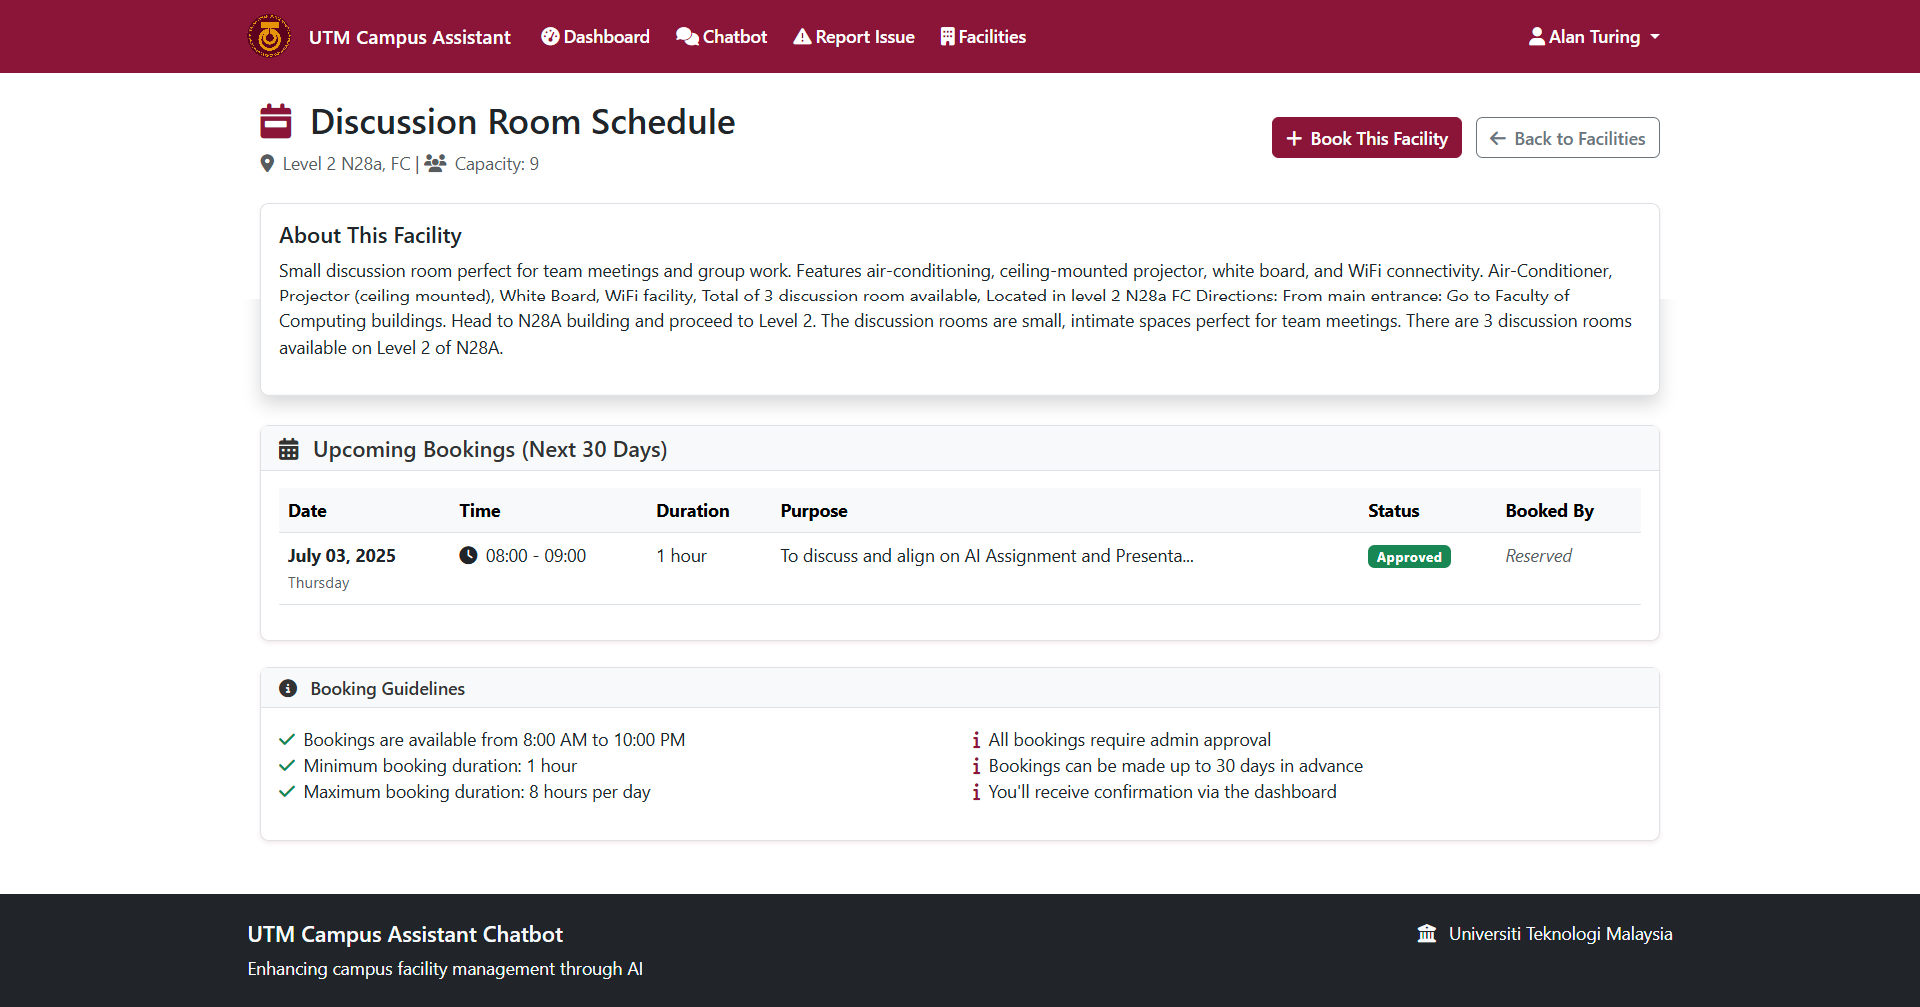 UTM Campus Assistant Dashboard Chatbot Report Issue Facilities Alan Turing
Discussion Room Schedule
Level 2 N28a, FC | Capacity: 9
Book This Facility Back to Facilities
About This Facility
Small discussion room perfect for team meetings and group work. Features air-conditioning, ceiling-mounted projector, white board, and WiFi connectivity. Air-Conditioner,
Projector (ceiling mounted), White Board, WiFi facility, Total of 3 discussion room available, Located in level 2 N28a FC Directions: From main entrance: Go to Faculty of
Computing buildings. Head to N28A building and proceed to Level 2. The discussion rooms are small, intimate spaces perfect for team meetings. There are 3 discussion rooms
available on Level 2 of N28A.
Upcoming Bookings (Next 30 Days)
Date Time Duration Purpose Status Booked By
July 03, 2025 08:00 - 09:00 1 hour To discuss and align on AI Assignment and Presenta... Approved Reserved
Thursday
Booking Guidelines
Bookings are available from 8:00 AM to 10:00 PM
Minimum booking duration: 1 hour
Maximum booking duration: 8 hours per day
All bookings require admin approval
Bookings can be made up to 30 days in advance
You'll receive confirmation via the dashboard
UTM Campus Assistant Chatbot
Enhancing campus facility management through AI
Universiti Teknologi Malaysia